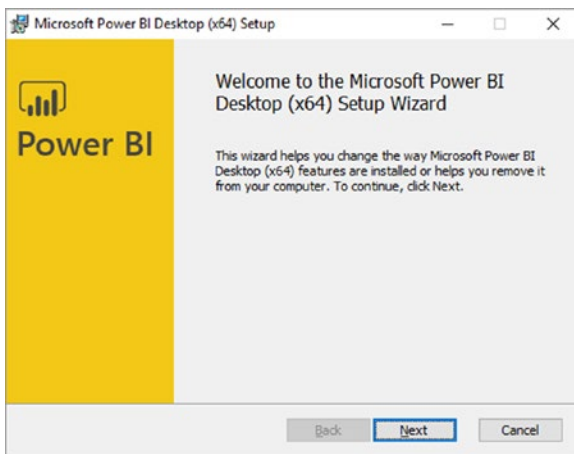 Microsoft Power BI Desktop (x64) Setup
Power BI
Welcome to the Microsoft Power BI
Desktop (x64) Setup Wizard
This wizard helps you change the way Microsoft Power BI
Desktop (x64) features are installed or helps you remove it
from your computer. To continue, click Next.
Back Next Cancel